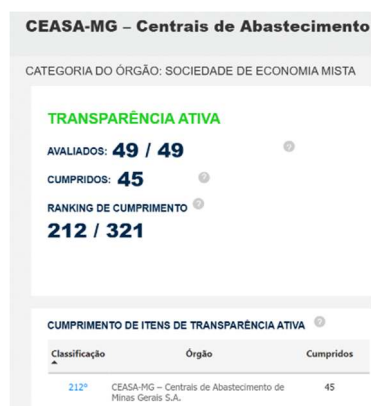 CEASA-MG – Centrais de Abastecimento
CATEGORIA DO ÓRGÃO: SOCIEDADE DE ECONOMIA MISTA
TRANSPARÊNCIA ATIVA
AVALIADOS: 49 / 49 ?
CUMPRIDOS: 45 ?
RANKING DE CUMPRIMENTO ?
212 / 321
CUMPRIMENTO DE ITENS DE TRANSPARÊNCIA ATIVA ?
Classificação Órgão Cumpridos
212º CEASA-MG – Centrais de Abastecimento de 45
Minas Gerais S.A.